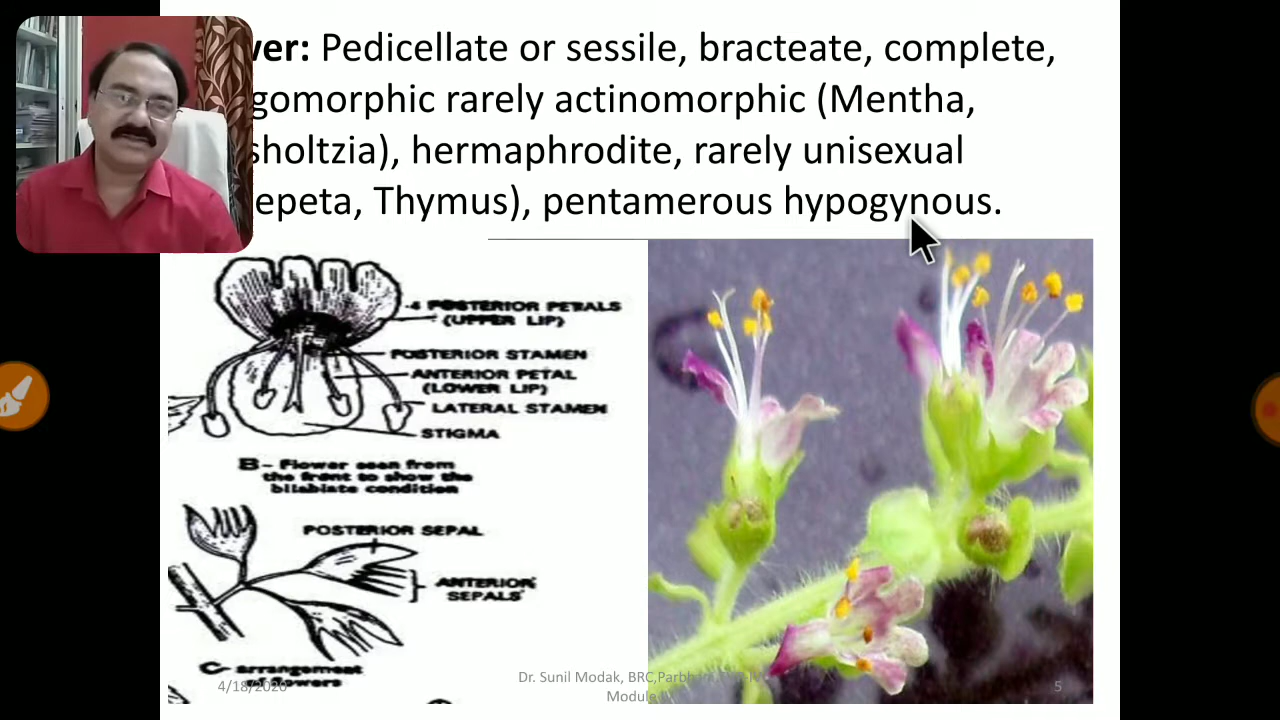 ver: Pedicellate or sessile, bracteate, complete,
gomorphic rarely actinomorphic (Mentha,
sholtzia), hermaphrodite, rarely unisexual
epeta, Thymus), pentamerous hypogynous.
4 POSTERIOR PETALS
(UPPER LIP)
POSTERIOR STAMEN
ANTERIOR PETAL
(LOWER LIP)
LATERAL STAMEN
STIGMA
B- Flower seen from
the front to show the
bilabiate condition
POSTERIOR SEPAL
ANTERIOR
SEPALS
C- arrangement
flowers
4/18/2020
Dr. Sunil Modak, BRC,Parbh
Module
5